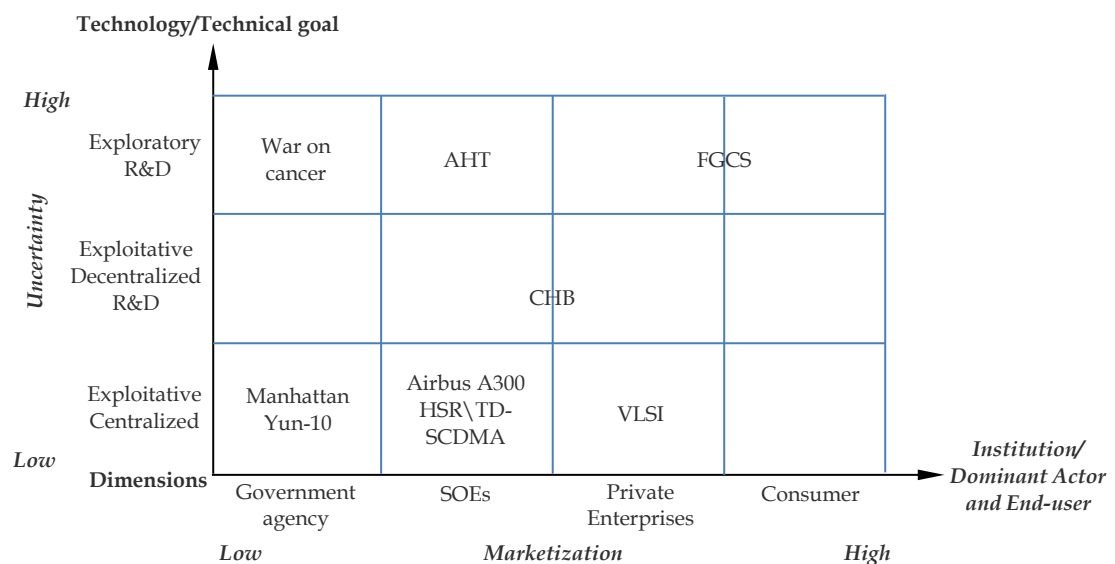 Technology/Technical goal
High
Exploratory
R&D
War on
cancer
AHT
FGCS
Uncertainty
Exploitative
Decentralized
R&D
CHB
Exploitative
Centralized
Manhattan
Yun-10
Airbus A300
HSR\TD-
SCDMA
VLSI
Low
Dimensions
Institution/
Dominant Actor
and End-user
Government
agency
SOEs
Private
Enterprises
Consumer
Low
Marketization
High